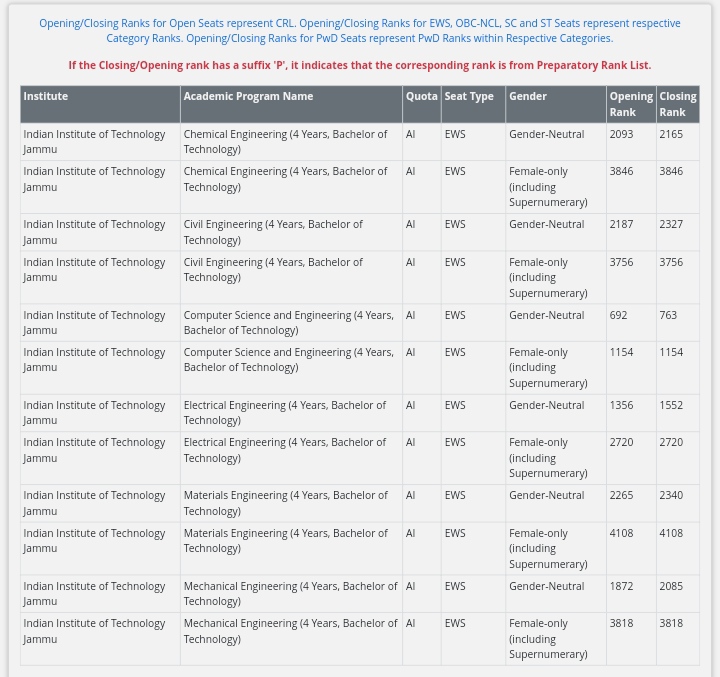 Opening/Closing Ranks for Open Seats represent CRL. Opening/Closing Ranks for EWS, OBC-NCL, SC and ST Seats represent respective
Category Ranks. Opening/Closing Ranks for PwD Seats represent PwD Ranks within Respective Categories.
If the Closing/Opening rank has a suffix 'P', it indicates that the corresponding rank is from Preparatory Rank List.
Institute Academic Program Name Quota Seat Type Gender Opening Closing
Rank Rank
Indian Institute of Technology Chemical Engineering (4 Years, Bachelor of AI EWS Gender-Neutral 2093 2165
Jammu Technology)
Indian Institute of Technology Chemical Engineering (4 Years, Bachelor of AI EWS Female-only 3846 3846
Jammu Technology) (including
Supernumerary)
Indian Institute of Technology Civil Engineering (4 Years, Bachelor of AI EWS Gender-Neutral 2187 2327
Jammu Technology)
Indian Institute of Technology Civil Engineering (4 Years, Bachelor of AI EWS Female-only 3756 3756
Jammu Technology) (including
Supernumerary)
Indian Institute of Technology Computer Science and Engineering (4 Years, AI EWS Gender-Neutral 692 763
Jammu Bachelor of Technology)
Indian Institute of Technology Computer Science and Engineering (4 Years, AI EWS Female-only 1154 1154
Jammu Bachelor of Technology) (including
Supernumerary)
Indian Institute of Technology Electrical Engineering (4 Years, Bachelor of AI EWS Gender-Neutral 1356 1552
Jammu Technology)
Indian Institute of Technology Electrical Engineering (4 Years, Bachelor of AI EWS Female-only 2720 2720
Jammu Technology) (including
Supernumerary)
Indian Institute of Technology Materials Engineering (4 Years, Bachelor of AI EWS Gender-Neutral 2265 2340
Jammu Technology)
Indian Institute of Technology Materials Engineering (4 Years, Bachelor of AI EWS Female-only 4108 4108
Jammu Technology) (including
Supernumerary)
Indian Institute of Technology Mechanical Engineering (4 Years, Bachelor of AI EWS Gender-Neutral 1872 2085
Jammu Technology)
Indian Institute of Technology Mechanical Engineering (4 Years, Bachelor of AI EWS Female-only 3818 3818
Jammu Technology) (including
Supernumerary)